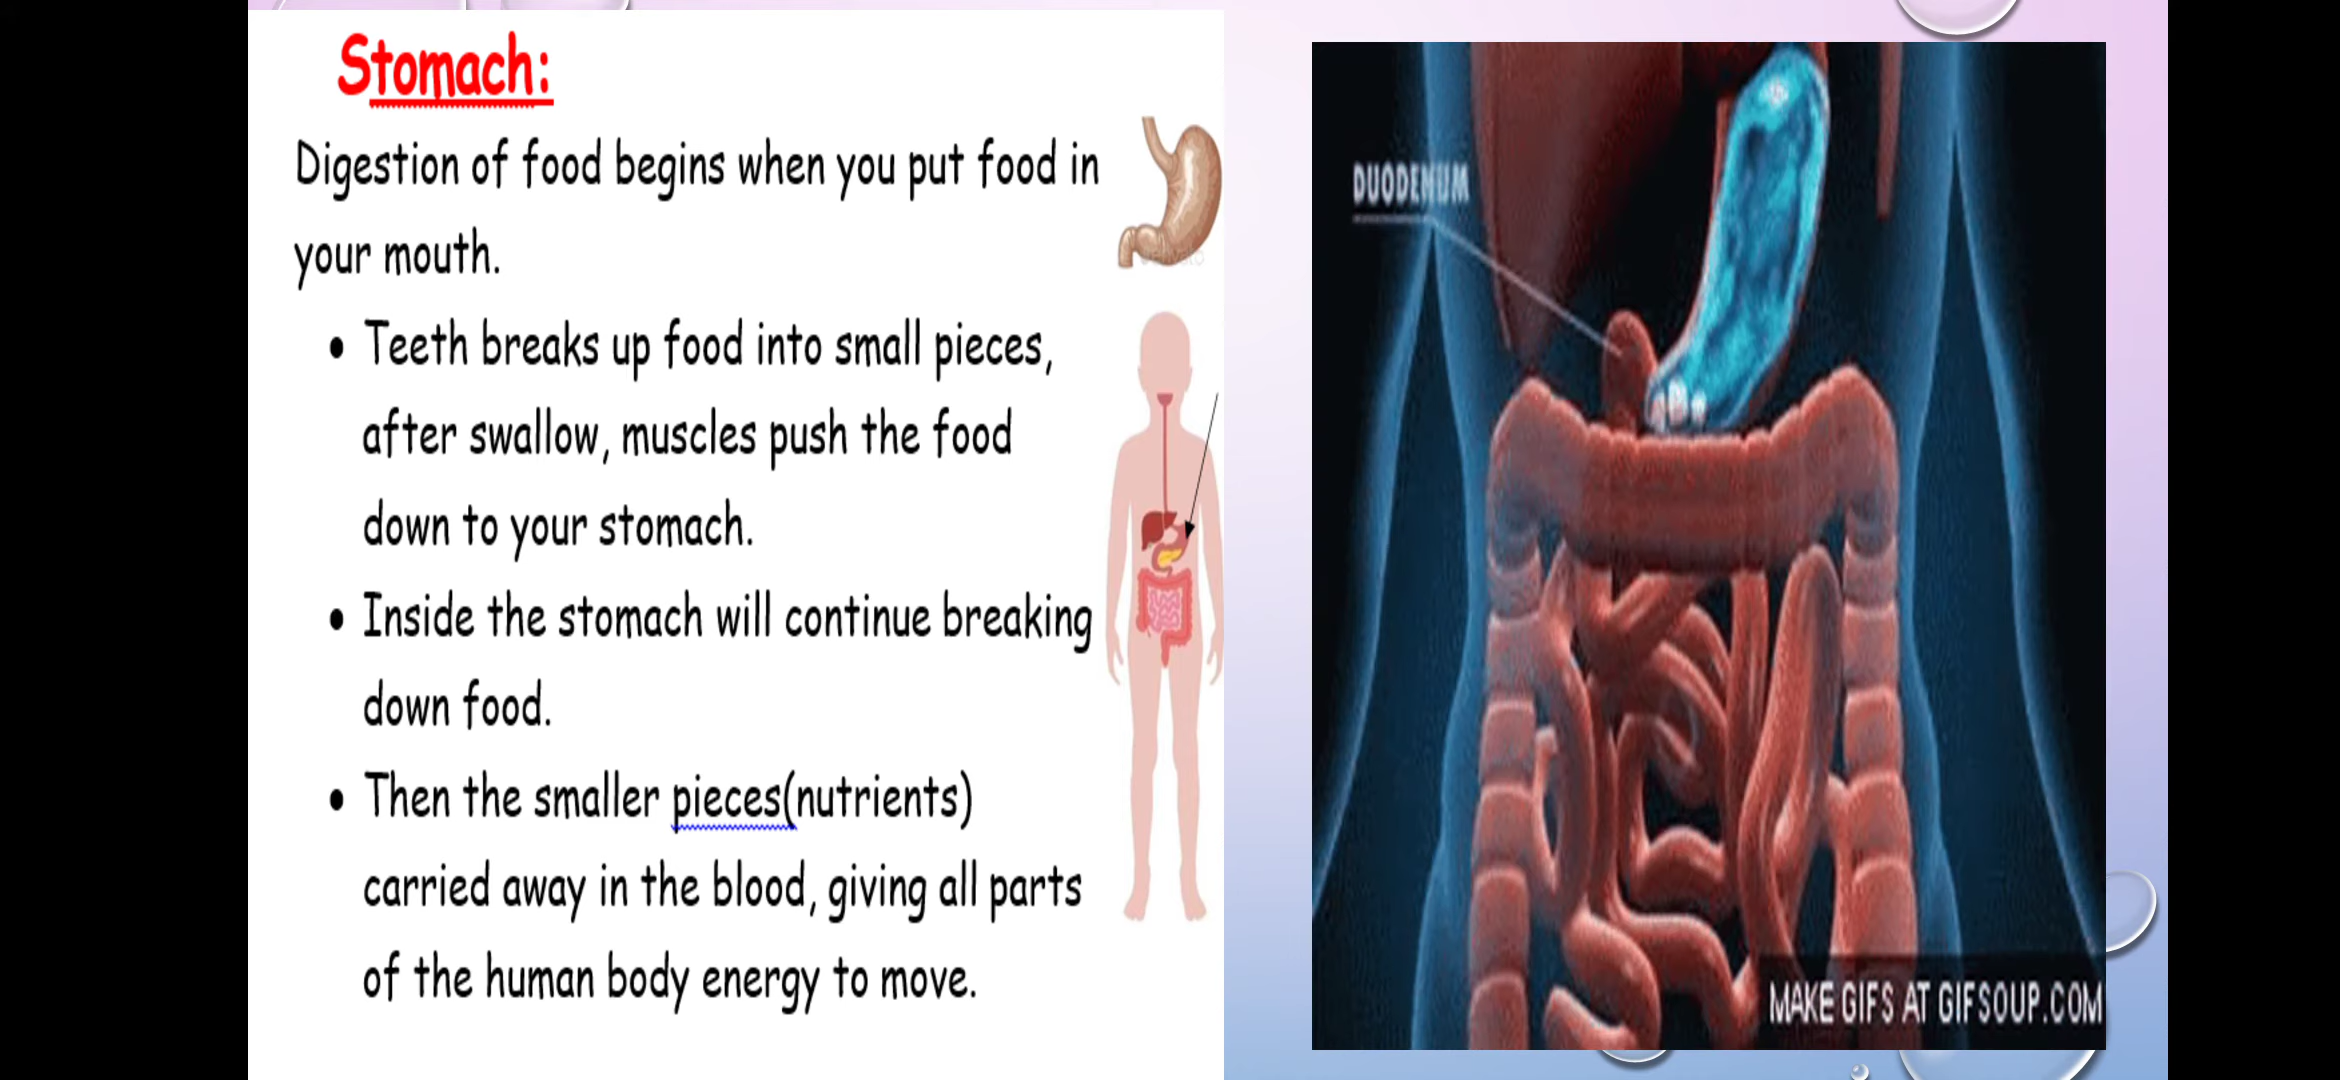 Stomach:
Digestion of food begins when you put food in
your mouth.
• Teeth breaks up food into small pieces,
after swallow, muscles push the food
down to your stomach.
• Inside the stomach will continue breaking
down food.
• Then the smaller pieces(nutrients)
carried away in the blood, giving all parts
of the human body energy to move.
DUODENUM
MAKE GIFS AT GIFSOUP.COM